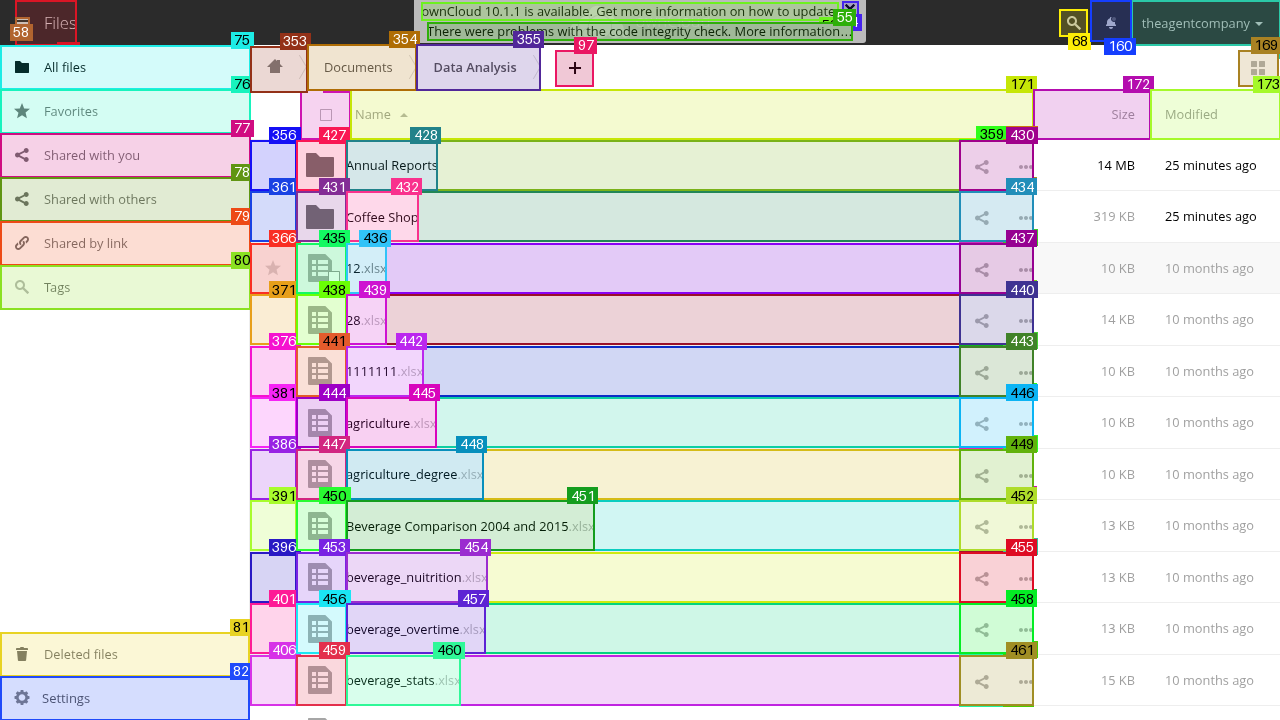 ownCloud 10.1.1 is available. Get more information on how to update
There were problems with the code integrity check. More information...
55
Files
58
68
160
theagentcompany
75
353
354
355
97
169
All files
Documents
Data Analysis
+
76
171
172
173
Favorites
Name
Size
Modified
77
356
427
428
359
430
Shared with you
Annual Reports
14 MB
25 minutes ago
78
361
431
432
434
Shared with others
Coffee Shop
319 KB
25 minutes ago
79
366
435
436
437
Shared by link
12.xlsx
10 KB
10 months ago
80
371
438
439
440
Tags
28.xlsx
14 KB
10 months ago
376
441
442
443
1111111.xlsx
10 KB
10 months ago
381
444
445
446
agriculture.xlsx
10 KB
10 months ago
386
447
448
449
agriculture_degree.xlsx
10 KB
10 months ago
391
450
451
452
Beverage Comparison 2004 and 2015.xlsx
13 KB
10 months ago
396
453
454
455
beverage_nuitrition.xlsx
13 KB
10 months ago
401
456
457
458
beverage_overtime.xlsx
13 KB
10 months ago
81
406
459
460
461
Deleted files
beverage_stats.xlsx
15 KB
10 months ago
82
Settings